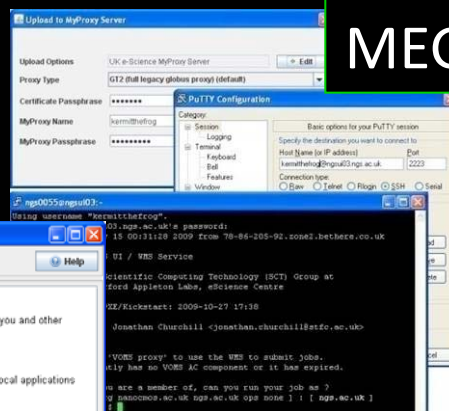 MEC
Upload to MyProxy Server
Upload Options
UK e-Science MyProxy Server
Edit
Proxy Type
GT2 (full legacy globus proxy) (default)
Certificate Passphrase
MyProxy Name
kermitthefrog
MyProxy Passphrase
PuTTY Configuration
Category:
Session
Logging
Terminal
Keyboard
Bell
Features
Window
Basic options for your PuTTY session
Specify the destination you want to connect to
Host Name (or IP address)
Port
kermitthefrog@ngsui03.ngs.ac.uk
2223
Connection type:
Raw
Telnet
Rlogin
SSH
Serial
ngs0055@ngsui03:~
Using username "kermitthefrog".
03.ngs.ac.uk's password:
15 00:31:28 2009 from 78-86-205-92.zone2.bethere.co.uk
UI / WMS Service
Scientific Computing Technology (SCT) Group at
ford Appleton Labs, eScience Centre
XE/Kickstart: 2009-10-27 17:38
Jonathan Churchill <jonathan.churchill@stfc.ac.uk>
'VOMS proxy' to use the WMS to submit jobs.
tly has no VOMS AC component or it has expired.
u are a member of, can you run your job as ?
g nanocmos.ac.uk ngs.ac.uk ops none ] : [ ngs.ac.uk ]
Help
you and other
ocal applications